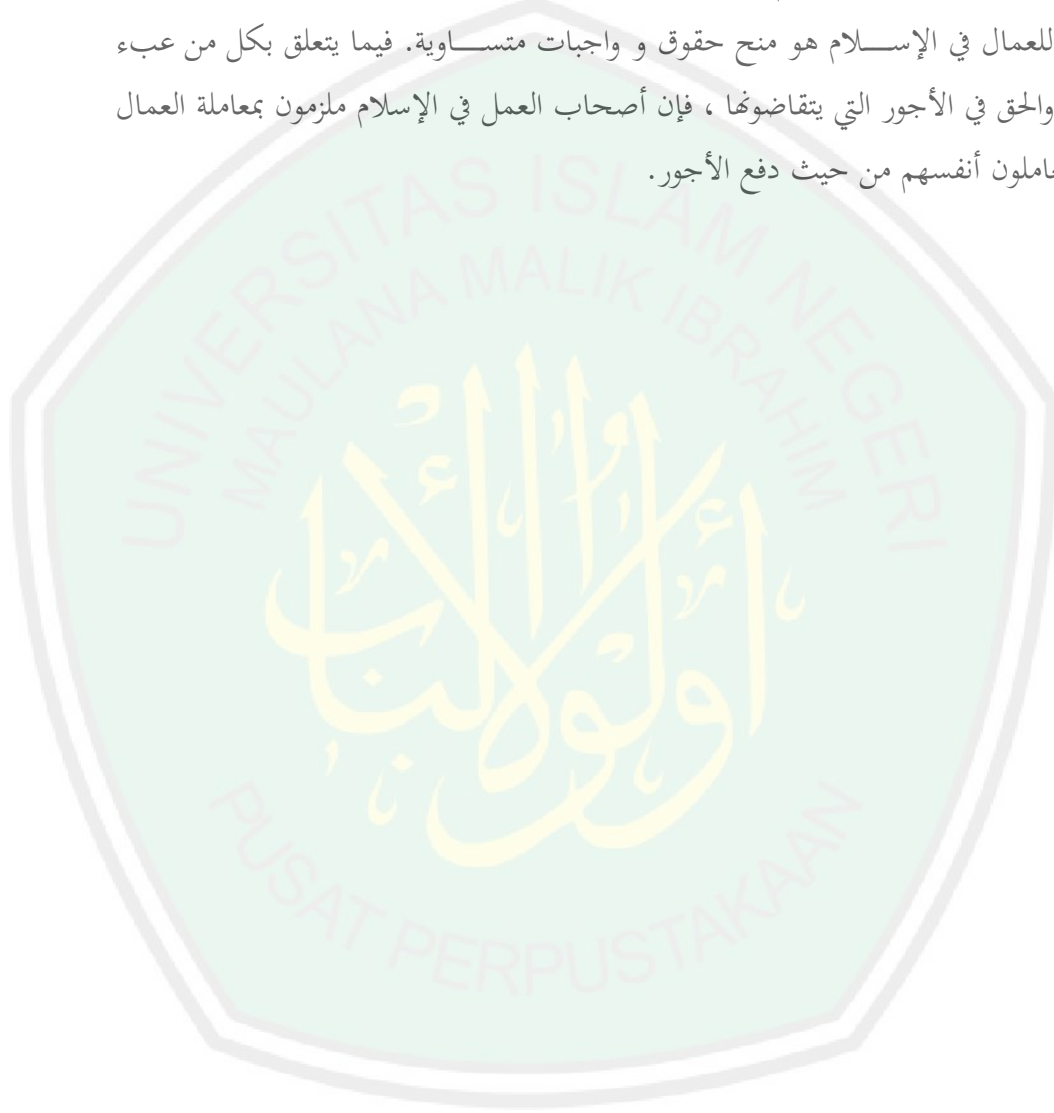 للعمال في الإســـلام هو منح حقوق و واجبات متســـاوية. فيما يتعلق بكل من عبء
والحق في الأجور التي يتقاضونها ، فإن أصحاب العمل في الإسلام ملزمون بمعاملة العمال
عاملون أنفسهم من حيث دفع الأجور.
UNIVERSITAS ISLAM NEGERI
MAULANA MALIK IBRAHIM
أولو الألباب
PUSAT PERPUSTAKAAN